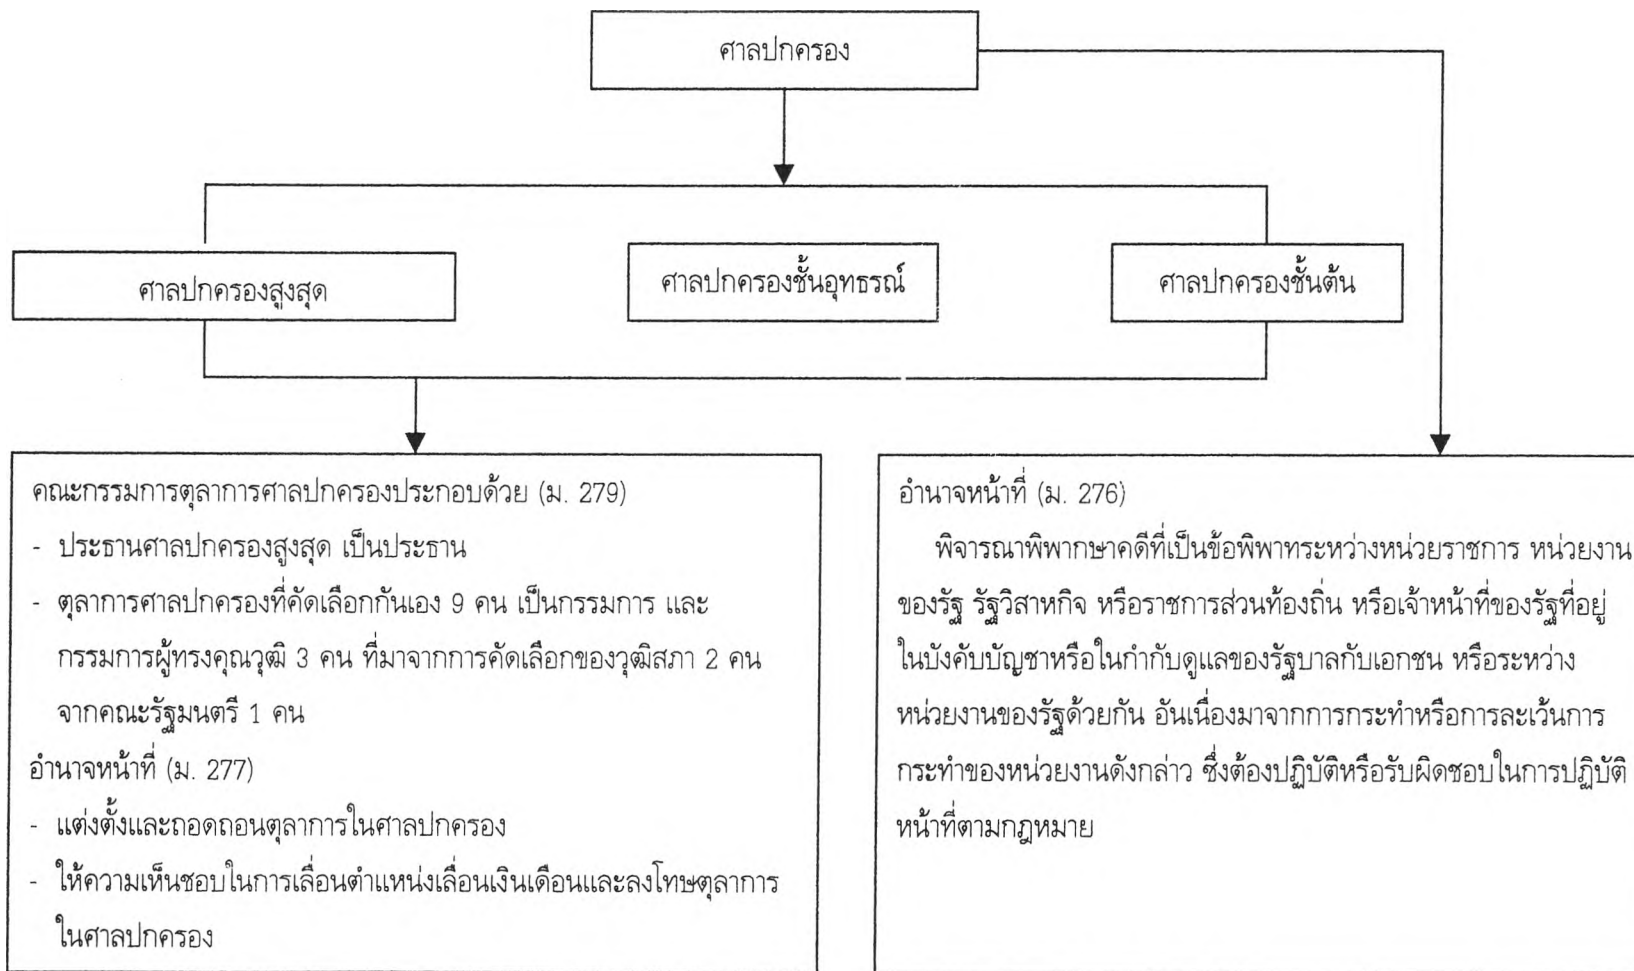 ศาลปกครอง
ศาลปกครองสูงสุด
ศาลปกครองชั้นอุทธรณ์
ศาลปกครองชั้นต้น
คณะกรรมการตุลาการศาลปกครองประกอบด้วย (ม. 279)
- ประธานศาลปกครองสูงสุด เป็นประธาน
- ตุลาการศาลปกครองที่คัดเลือกกันเอง 9 คน เป็นกรรมการ และ
กรรมการผู้ทรงคุณวุฒิ 3 คน ที่มาจากการคัดเลือกของวุฒิสภา 2 คน
จากคณะรัฐมนตรี 1 คน
อำนาจหน้าที่ (ม. 277)
- แต่งตั้งและถอดถอนตุลาการในศาลปกครอง
- ให้ความเห็นชอบในการเลื่อนตำแหน่งเลื่อนเงินเดือนและลงโทษตุลาการ
ในศาลปกครอง
อำนาจหน้าที่ (ม. 276)
พิจารณาพิพากษาคดีที่เป็นข้อพิพาทระหว่างหน่วยราชการ หน่วยงาน
ของรัฐ รัฐวิสาหกิจ หรือราชการส่วนท้องถิ่น หรือเจ้าหน้าที่ของรัฐที่อยู่
ในบังคับบัญชาหรือในกำกับดูแลของรัฐบาลกับเอกชน หรือระหว่าง
หน่วยงานของรัฐด้วยกัน อันเนื่องมาจากการกระทำหรือการละเว้นการ
กระทำของหน่วยงานดังกล่าว ซึ่งต้องปฏิบัติหรือรับผิดชอบในการปฏิบัติ
หน้าที่ตามกฎหมาย